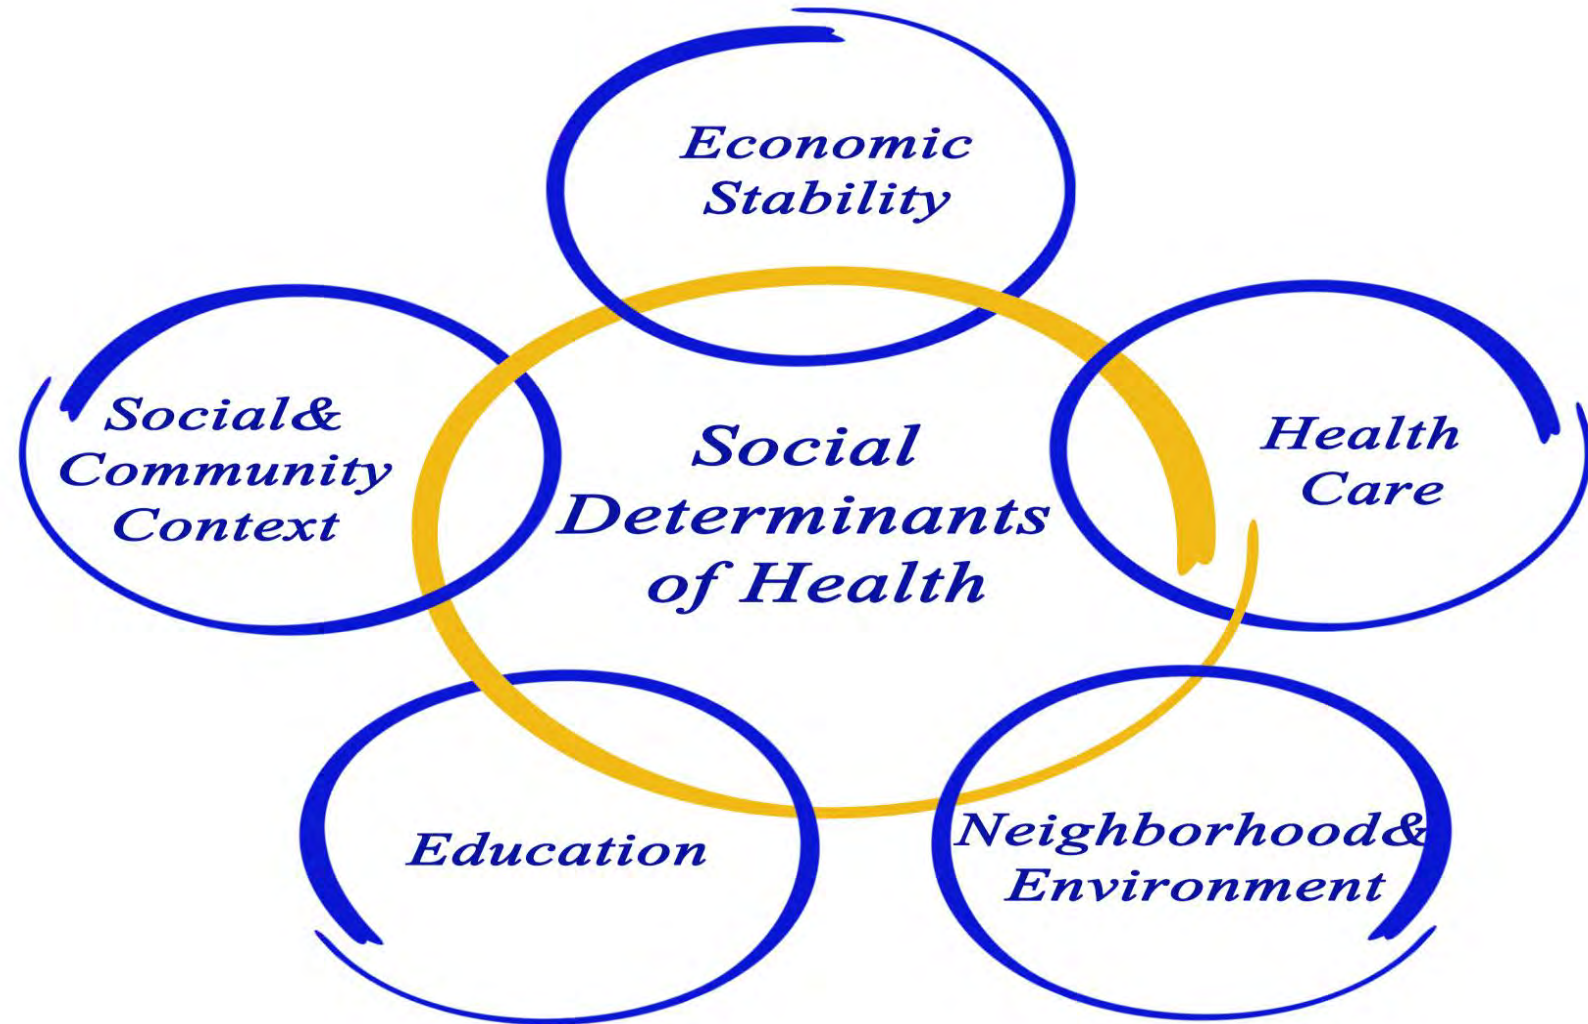 Economic
Stability
Social&
Community
Context
Social
Determinants
of Health
Health
Care
Education
Neighborhood&
Environment